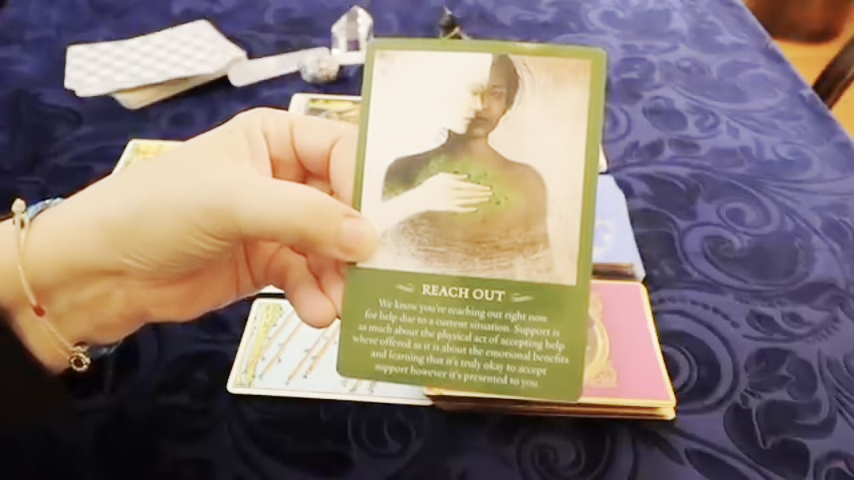 REACH OUT
We know you're reaching out right now
for help due to a current situation. Support is
as much about the physical act of accepting help
where offered as it is about the emotional benefits
and learning that it's truly okay to accept
support however it's presented to you.